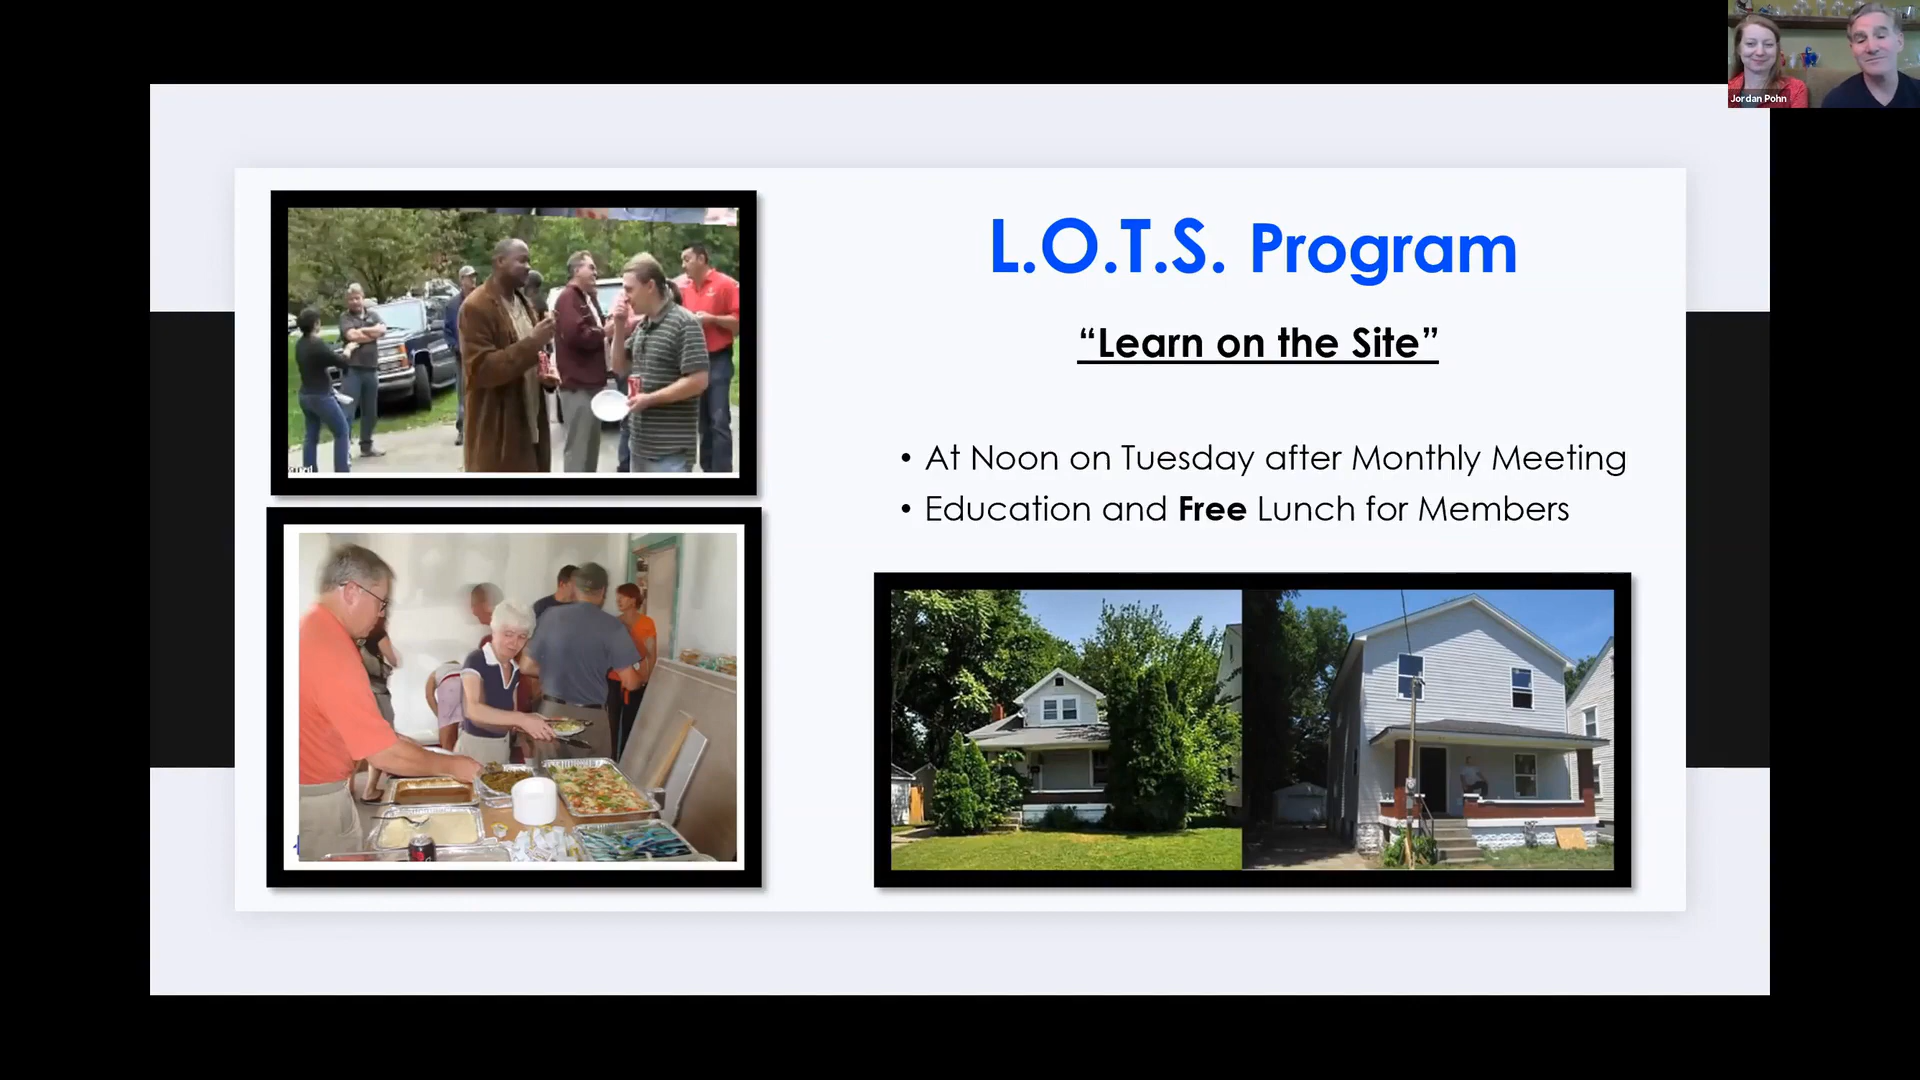 Jordan Pohn
L.O.T.S. Program
“Learn on the Site”
• At Noon on Tuesday after Monthly Meeting
• Education and Free Lunch for Members